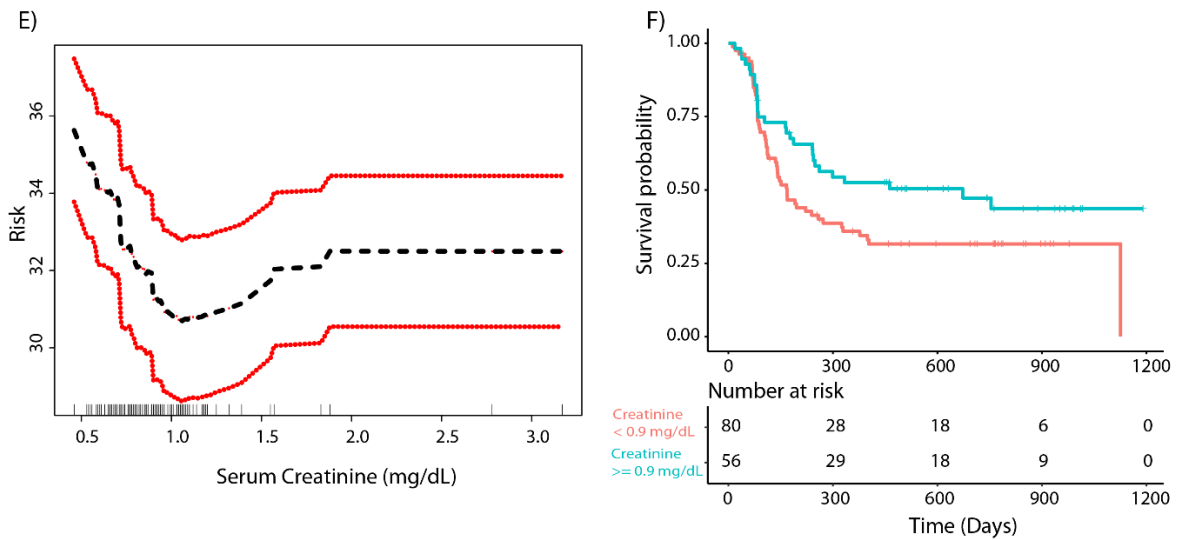 E)
Risk
36
34
32
30
0.5 1.0 1.5 2.0 2.5 3.0
Serum Creatinine (mg/dL)
F)
Survival probability
1.00
0.75
0.50
0.25
0.00
0 300 600 900 1200
Number at risk
Creatinine
< 0.9 mg/dL
80 28 18 6 0
Creatinine
>= 0.9 mg/dL
56 29 18 9 0
0 300 600 900 1200
Time (Days)